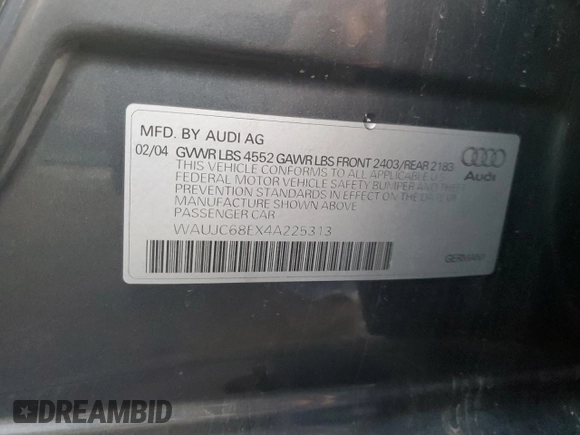 MFD. BY AUDI AG
02/04 GVWR LBS 4552 GAWR LBS FRONT 2403/REAR 2183
THIS VEHICLE CONFORMS TO ALL APPLICABLE U.S.
FEDERAL MOTOR VEHICLE SAFETY BUMPER AND THEFT
PREVENTION STANDARDS IN EFFECT ON THE DATE OF
MANUFACTURE SHOWN ABOVE
PASSENGER CAR
WAUJC68EX4A225313
Audi
GERMANY
DREAMBID